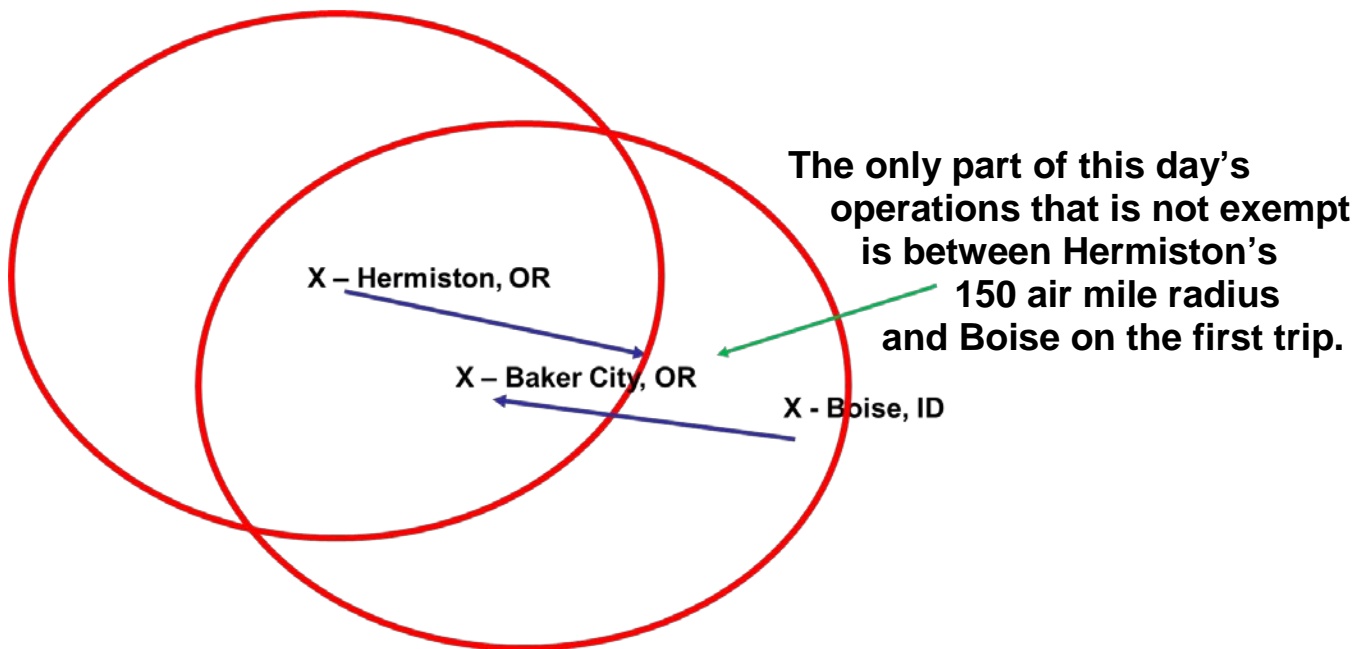 The only part of this day’s
operations that is not exempt
is between Hermiston’s
150 air mile radius
and Boise on the first trip.
X – Hermiston, OR
X – Baker City, OR
X - Boise, ID